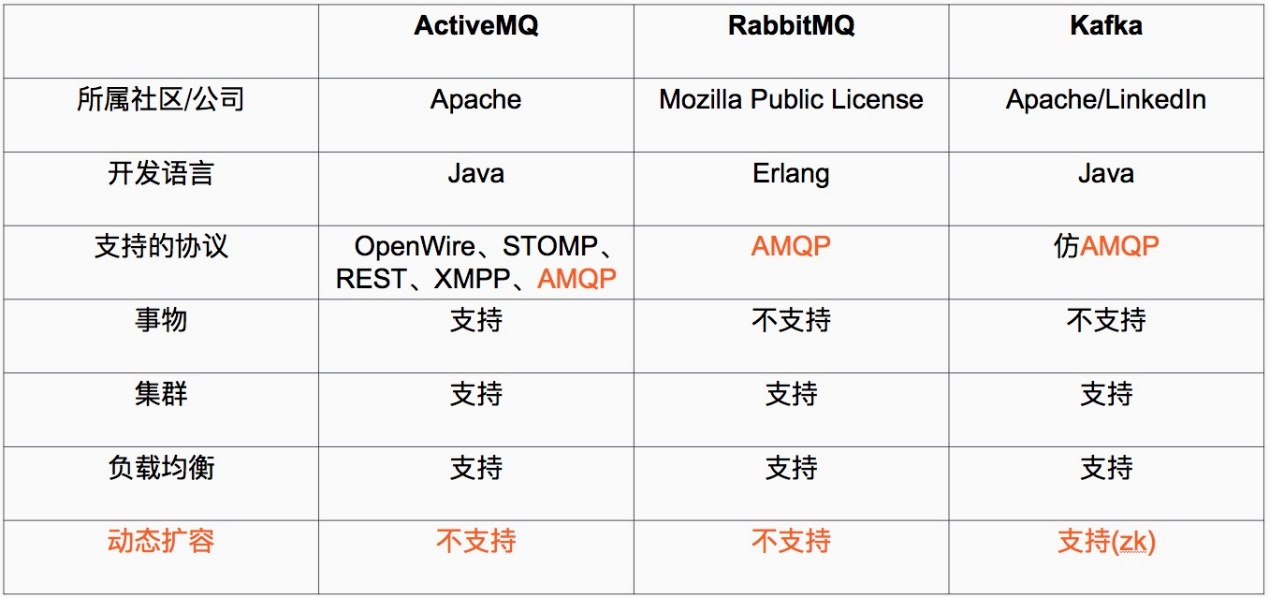 ActiveMQ RabbitMQ Kafka
所属社区/公司 Apache Mozilla Public License Apache/LinkedIn
开发语言 Java Erlang Java
支持的协议 OpenWire、STOMP、 AMQP 仿AMQP
REST、XMPP、AMQP
事物 支持 不支持 不支持
集群 支持 支持 支持
负载均衡 支持 支持 支持
动态扩容 不支持 不支持 支持(zk)